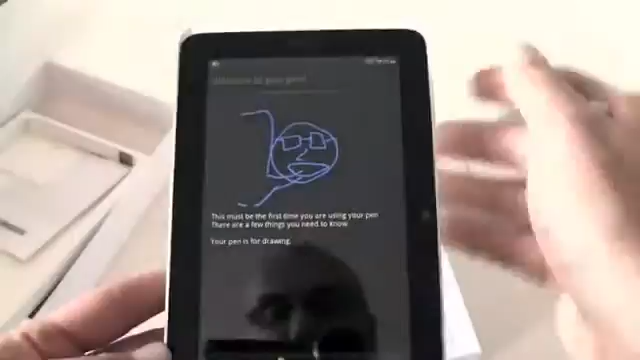 Welcome to your pen!
This must be the first time you are using your pen
There are a few things you need to know.
Your pen is for drawing.